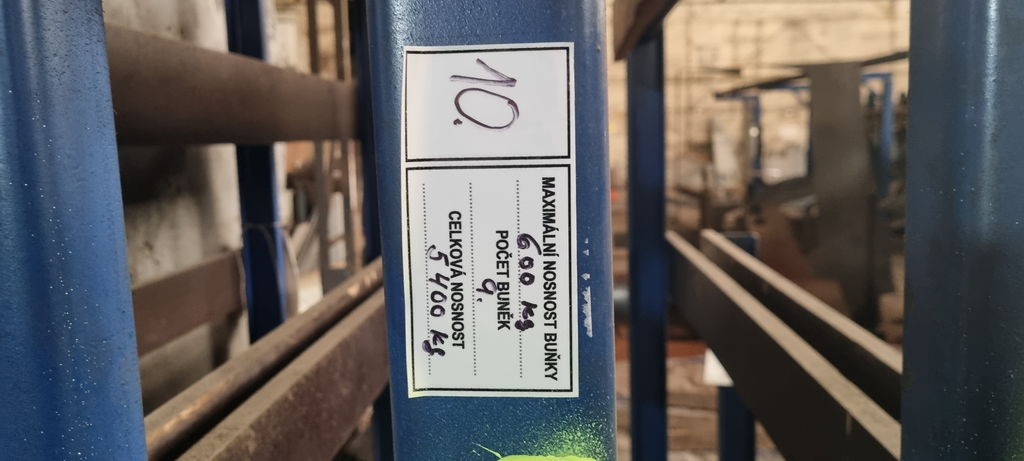 10.
MAXIMÁLNÍ NOSNOST BUŇKY
600 kg
POČET BUNĚK
9.
CELKOVÁ NOSNOST
5400 kg